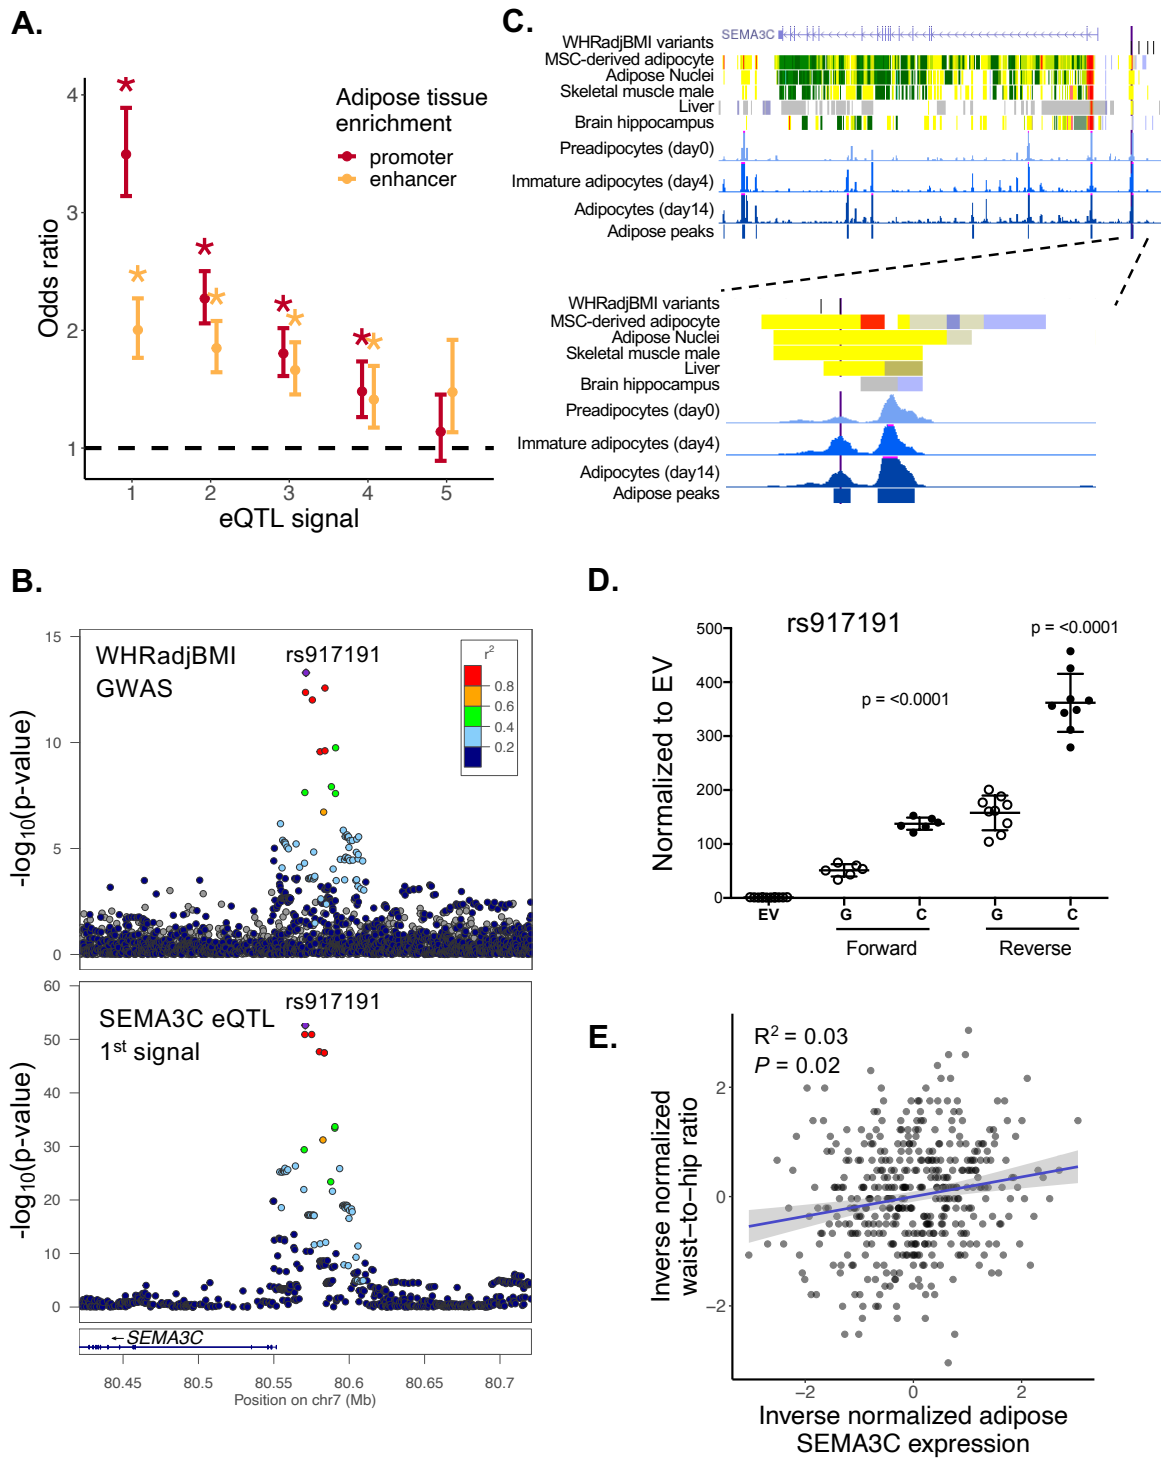 A.
Adipose tissue
enrichment
promoter
enhancer
Odds ratio
4
3
2
1
* * * * * * * *
1 2 3 4 5
eQTL signal
C.
SEMA3C
WHRadjBMI variants
MSC-derived adipocyte
Adipose Nuclei
Skeletal muscle male
Liver
Brain hippocampus
Preadipocytes (day0)
Immature adipocytes (day4)
Adipocytes (day14)
Adipose peaks
WHRadjBMI variants
MSC-derived adipocyte
Adipose Nuclei
Skeletal muscle male
Liver
Brain hippocampus
Preadipocytes (day0)
Immature adipocytes (day4)
Adipocytes (day14)
Adipose peaks
B.
WHRadjBMI
GWAS
rs917191
r²
0.8
0.6
0.4
0.2
-log₁₀(p-value)
15
10
5
0
SEMA3C eQTL
1st signal
rs917191
-log₁₀(p-value)
60
50
40
30
20
10
0
←SEMA3C
80.45 80.5 80.55 80.6 80.65 80.7
Position on chr7 (Mb)
D.
rs917191
p = <0.0001
p = <0.0001
Normalized to EV
500
400
300
200
100
0
EV G C G C
Forward Reverse
E.
R² = 0.03
P = 0.02
Inverse normalized
waist−to−hip ratio
2
0
−2
−2 0 2
Inverse normalized adipose
SEMA3C expression